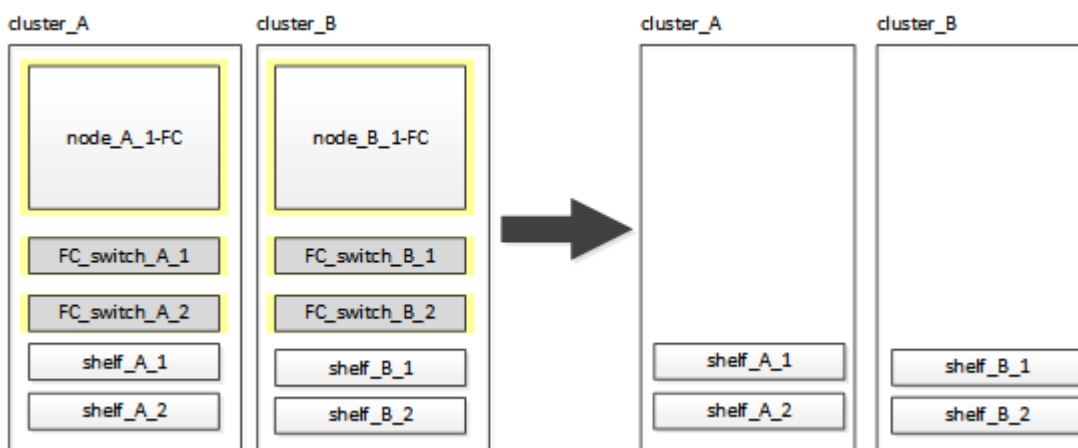 cluster_A
cluster_B
cluster_A
cluster_B
node_A_1-FC
node_B_1-FC
FC_switch_A_1
FC_switch_B_1
FC_switch_A_2
FC_switch_B_2
shelf_A_1
shelf_B_1
shelf_A_1
shelf_B_1
shelf_A_2
shelf_B_2
shelf_A_2
shelf_B_2